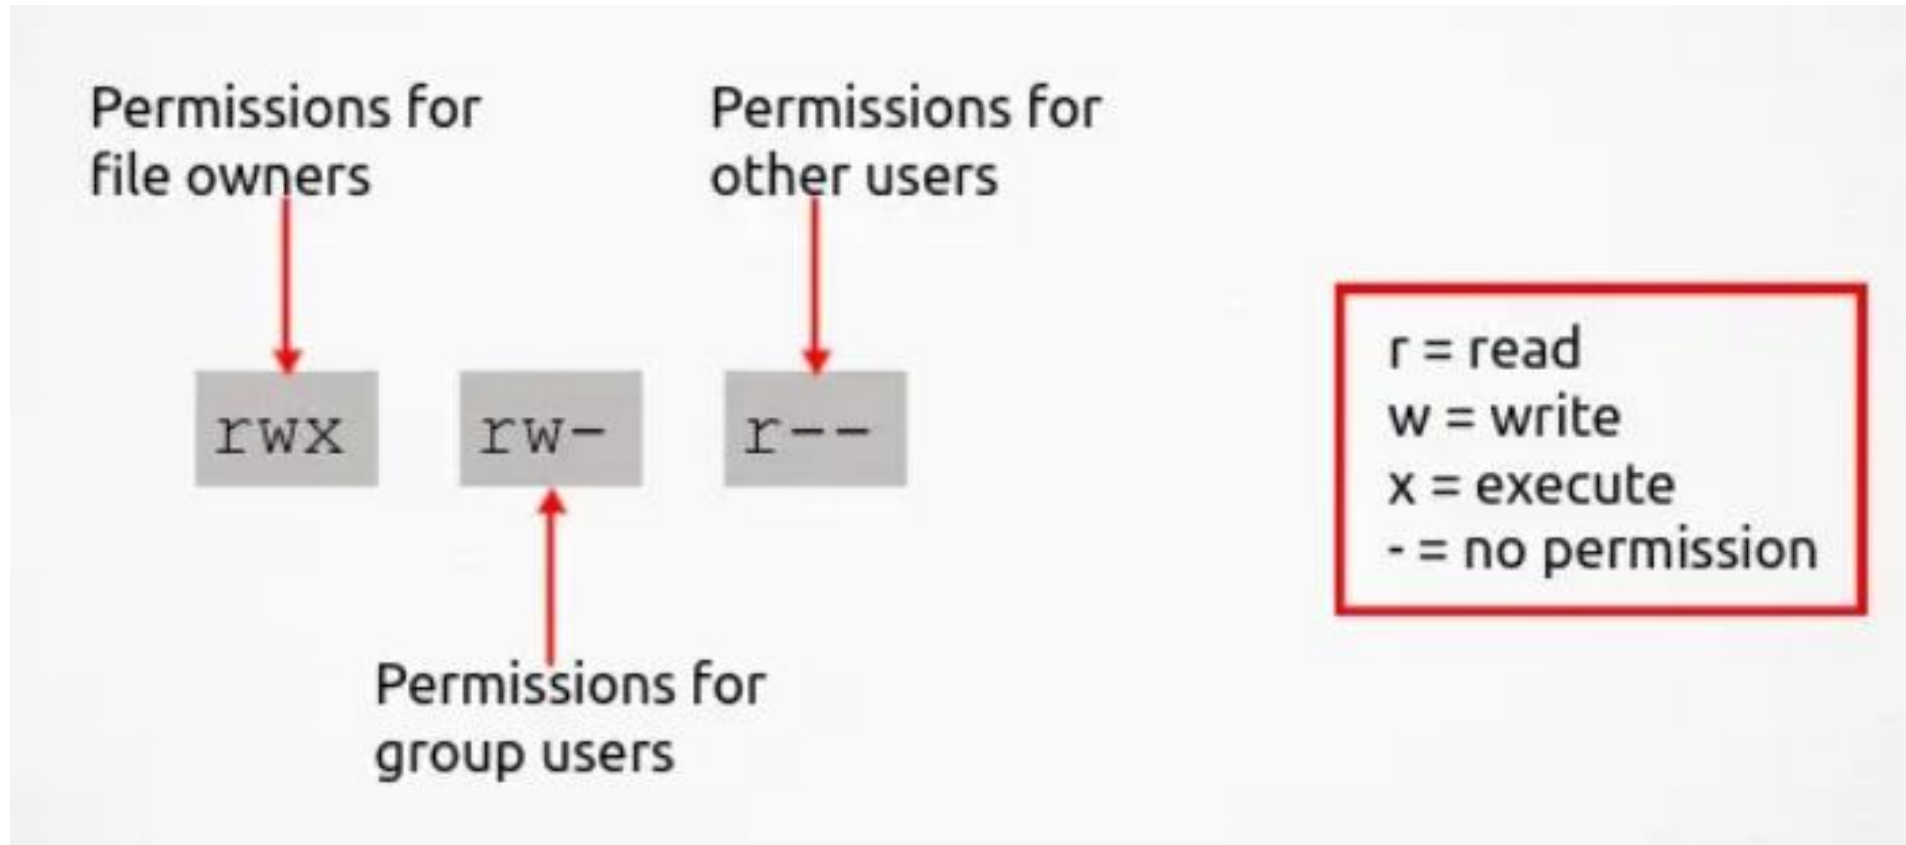 Permissions for
file owners
Permissions for
other users
rwx
rw-
r--
Permissions for
group users
r = read
w = write
x = execute
- = no permission